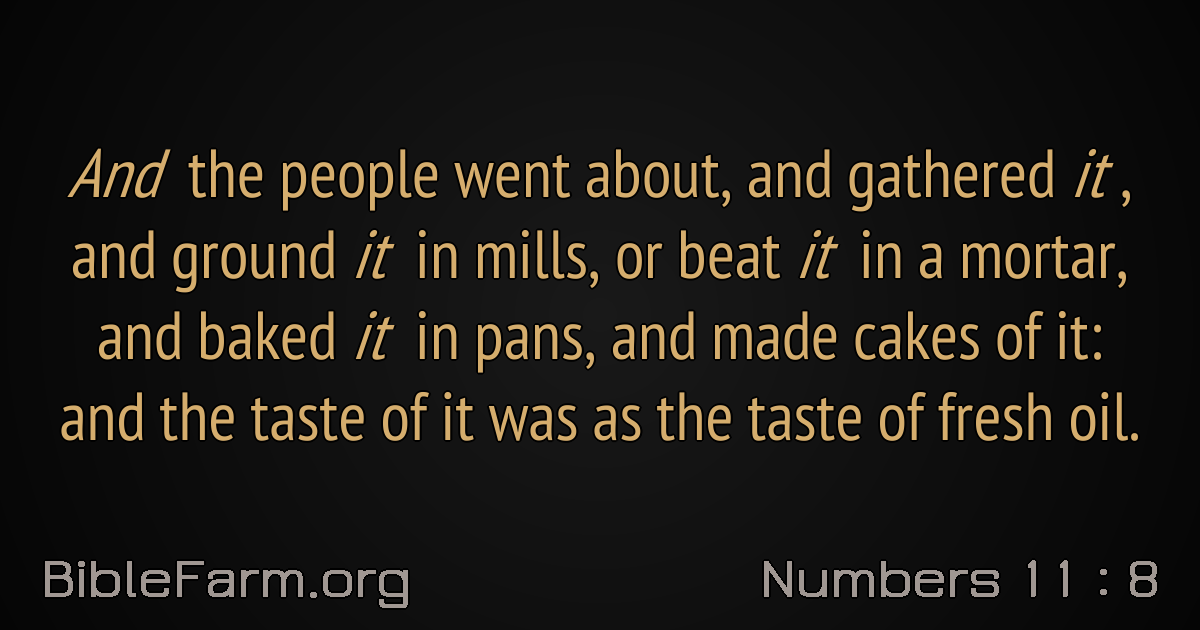 And the people went about, and gathered it ,
and ground it in mills, or beat it in a mortar,
and baked it in pans, and made cakes of it:
and the taste of it was as the taste of fresh oil.
BibleFarm.org
Numbers 11 : 8